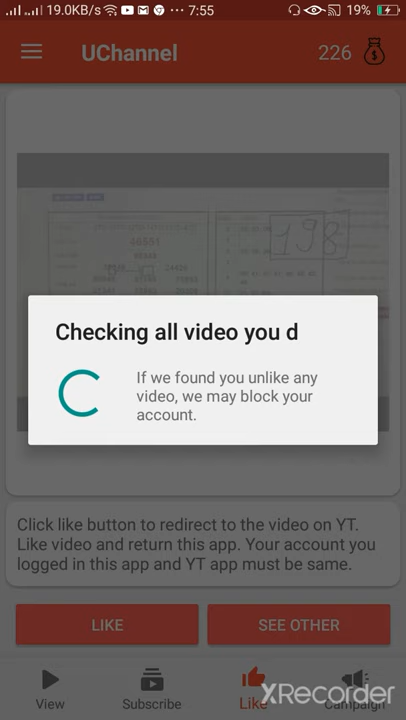 19.0KB/s ... 7:55 19%
UChannel 226
46581
198
Checking all video you d
If we found you unlike any
video, we may block your
account.
Click like button to redirect to the video on YT.
Like video and return this app. Your account you
logged in this app and YT app must be same.
LIKE SEE OTHER
View Subscribe Like Campaign
XRecorder